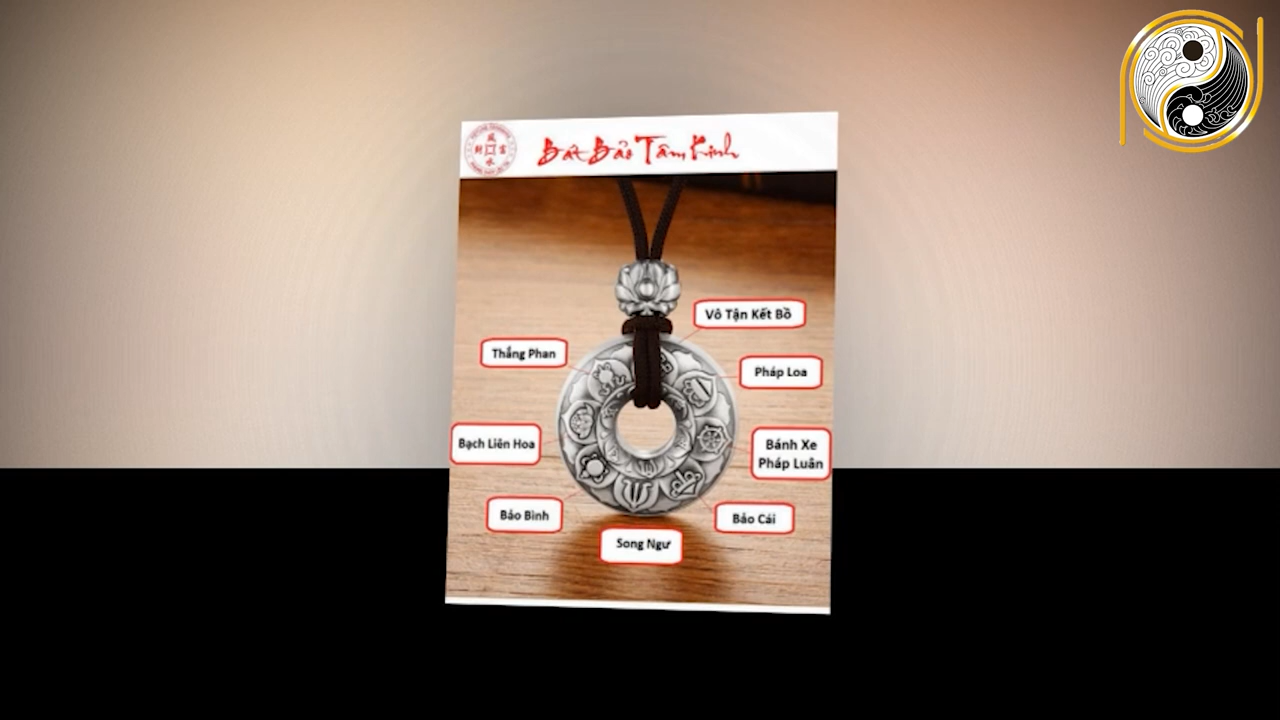 Bát Bảo Tâm Kinh
Vô Tận Kết Bồ
Thắng Phan
Pháp Loa
Bạch Liên Hoa
Bánh Xe
Pháp Luân
Bảo Bình
Bảo Cái
Song Ngư